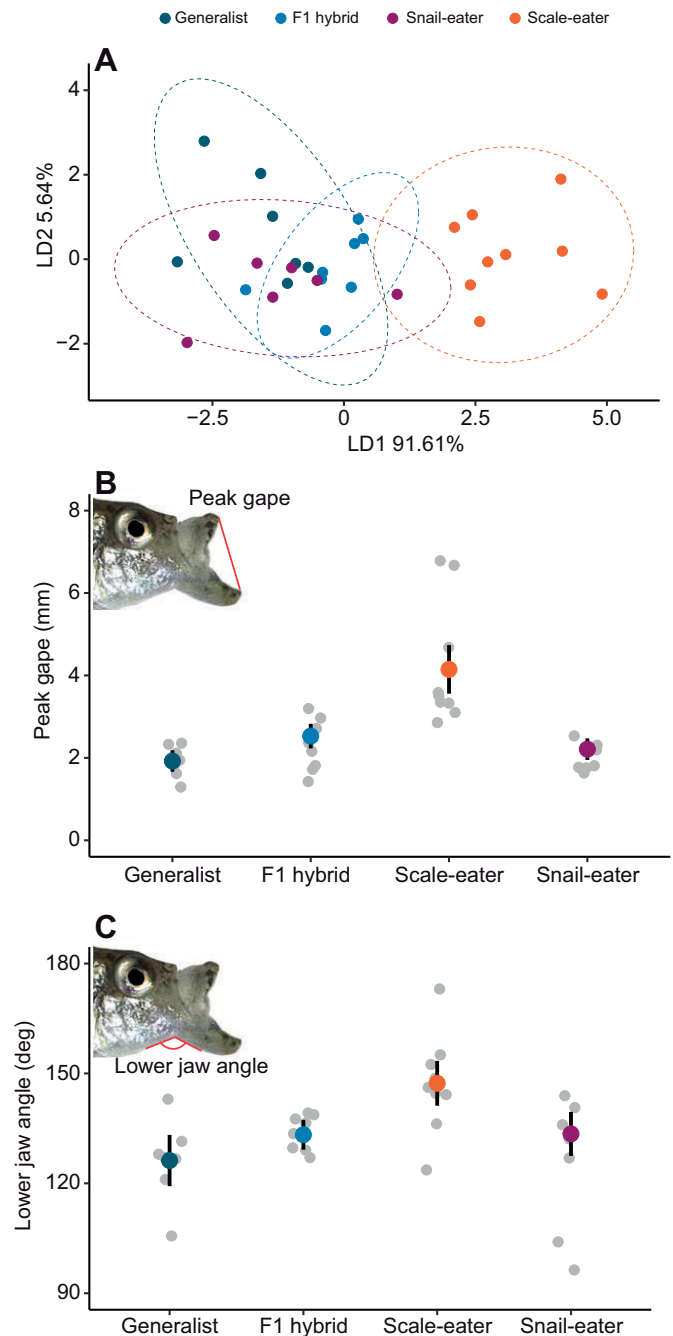 Generalist F1 hybrid Snail-eater Scale-eater
A
4
2
0
−2
LD2 5.64%
−2.5 0 2.5 5.0
LD1 91.61%
B
Peak gape
8
6
4
2
0
Peak gape (mm)
Generalist F1 hybrid Scale-eater Snail-eater
C
Lower jaw angle
180
150
120
90
Lower jaw angle (deg)
Generalist F1 hybrid Scale-eater Snail-eater